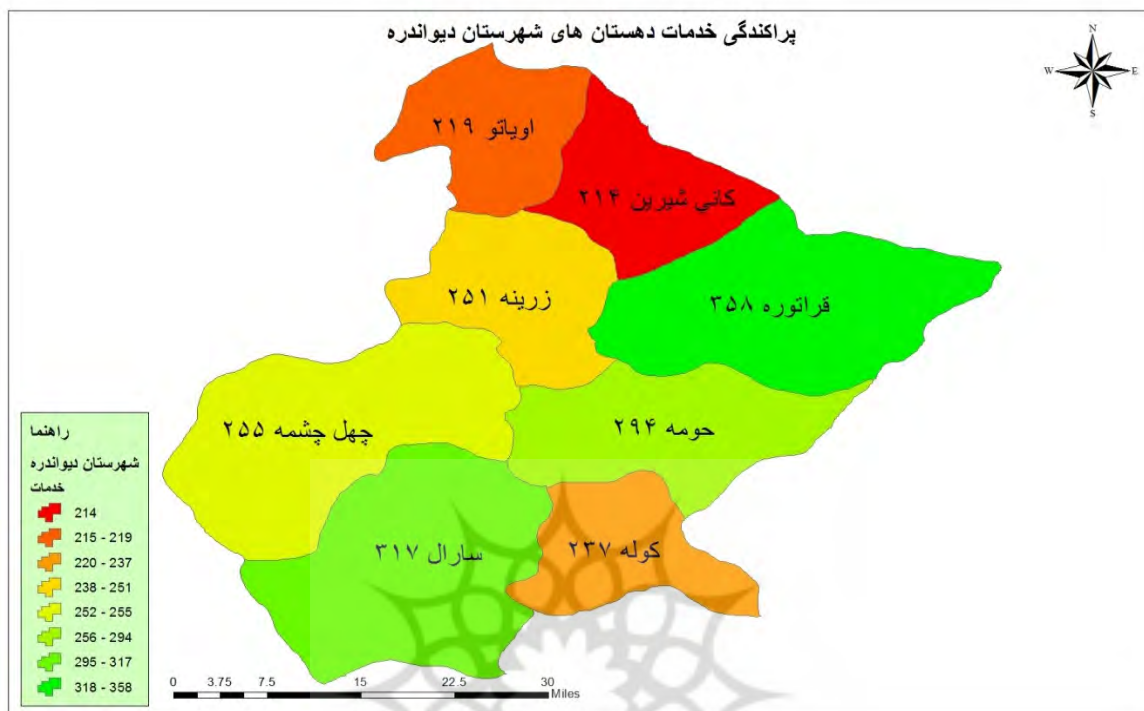 پراکندگی خدمات دهستان های شهرستان دیواندره
N
W E
S
اوباتو ۲۱۹
کانی شیرین ۲۱۴
زرینه ۲۵۱
قراتوره ۳۵۸
چهل چشمه ۲۵۵
حومه ۲۹۴
سارال ۳۱۷
کوله ۲۳۷
راهنما
شهرستان دیواندره
خدمات
214
215 - 219
220 - 237
238 - 251
252 - 255
256 - 294
295 - 317
318 - 358
0 3.75 7.5 15 22.5 30
Miles